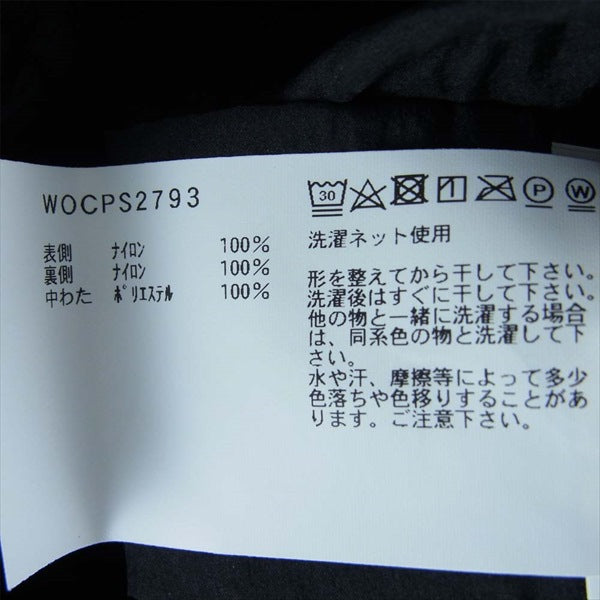 WOCPS2793
表側 ナイロン 100%
裏側 ナイロン 100%
中わた ポリエステル 100%
30 P W
洗濯ネット使用
形を整えてから干して下さい。
洗濯後はすぐに干して下さい。
他の物と一緒に洗濯する場合
は、同系色の物と洗濯して下
さい。
水や汗、摩擦等によって多少
色落ちや色移りすることがあ
ります。ご注意下さい。